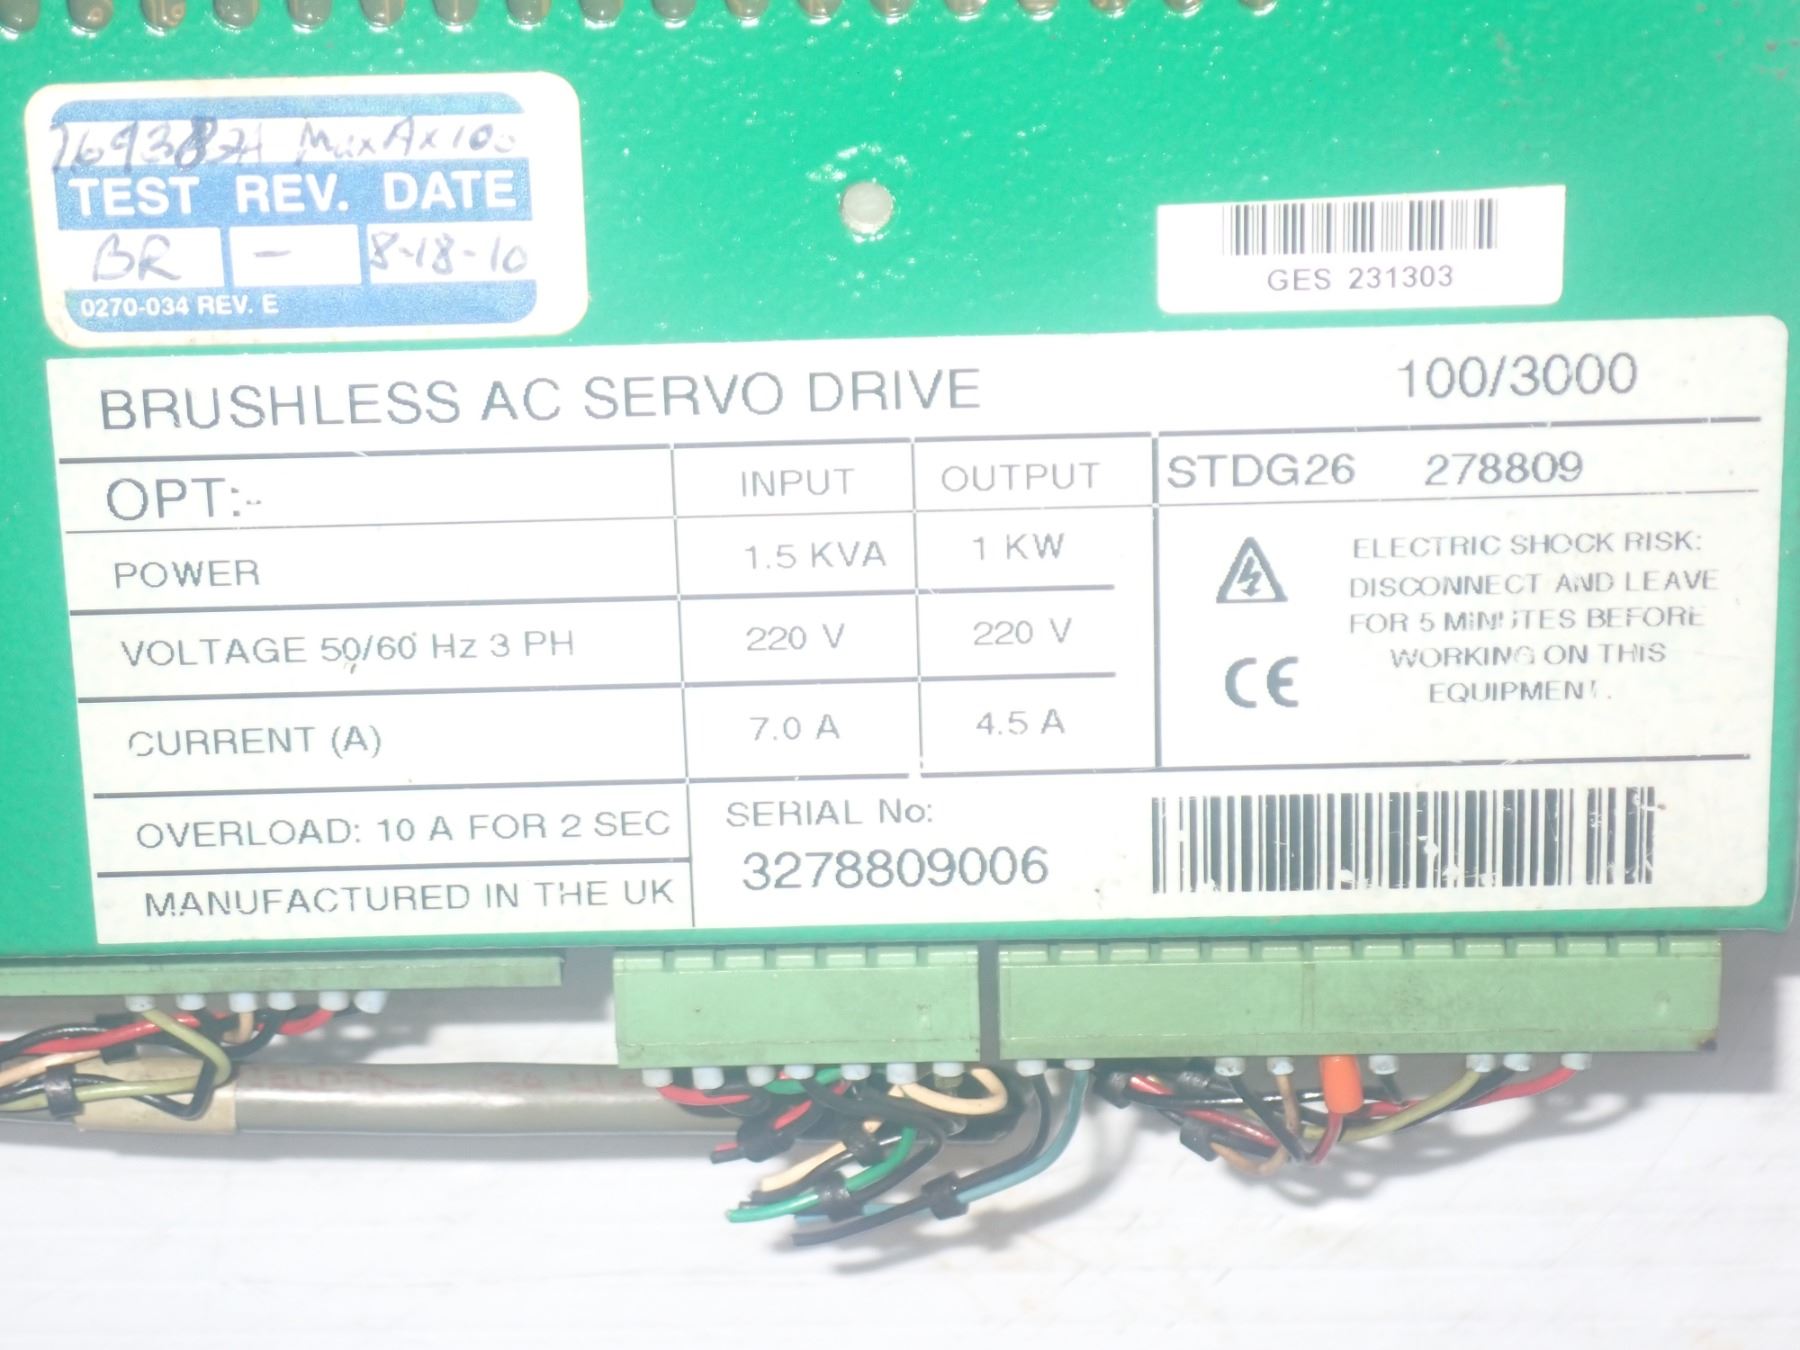 MaxAx100
TEST REV. DATE
BR - 8-18-10
0270-034 REV. E
GES 231303
BRUSHLESS AC SERVO DRIVE 100/3000
OPT:- INPUT OUTPUT STDG26 278809
POWER 1.5 KVA 1 KW
VOLTAGE 50/60 Hz 3 PH 220 V 220 V
CURRENT (A) 7.0 A 4.5 A
ELECTRIC SHOCK RISK:
DISCONNECT AND LEAVE
FOR 5 MINUTES BEFORE
WORKING ON THIS
EQUIPMENT.
CE
OVERLOAD: 10 A FOR 2 SEC
MANUFACTURED IN THE UK
SERIAL No:
3278809006